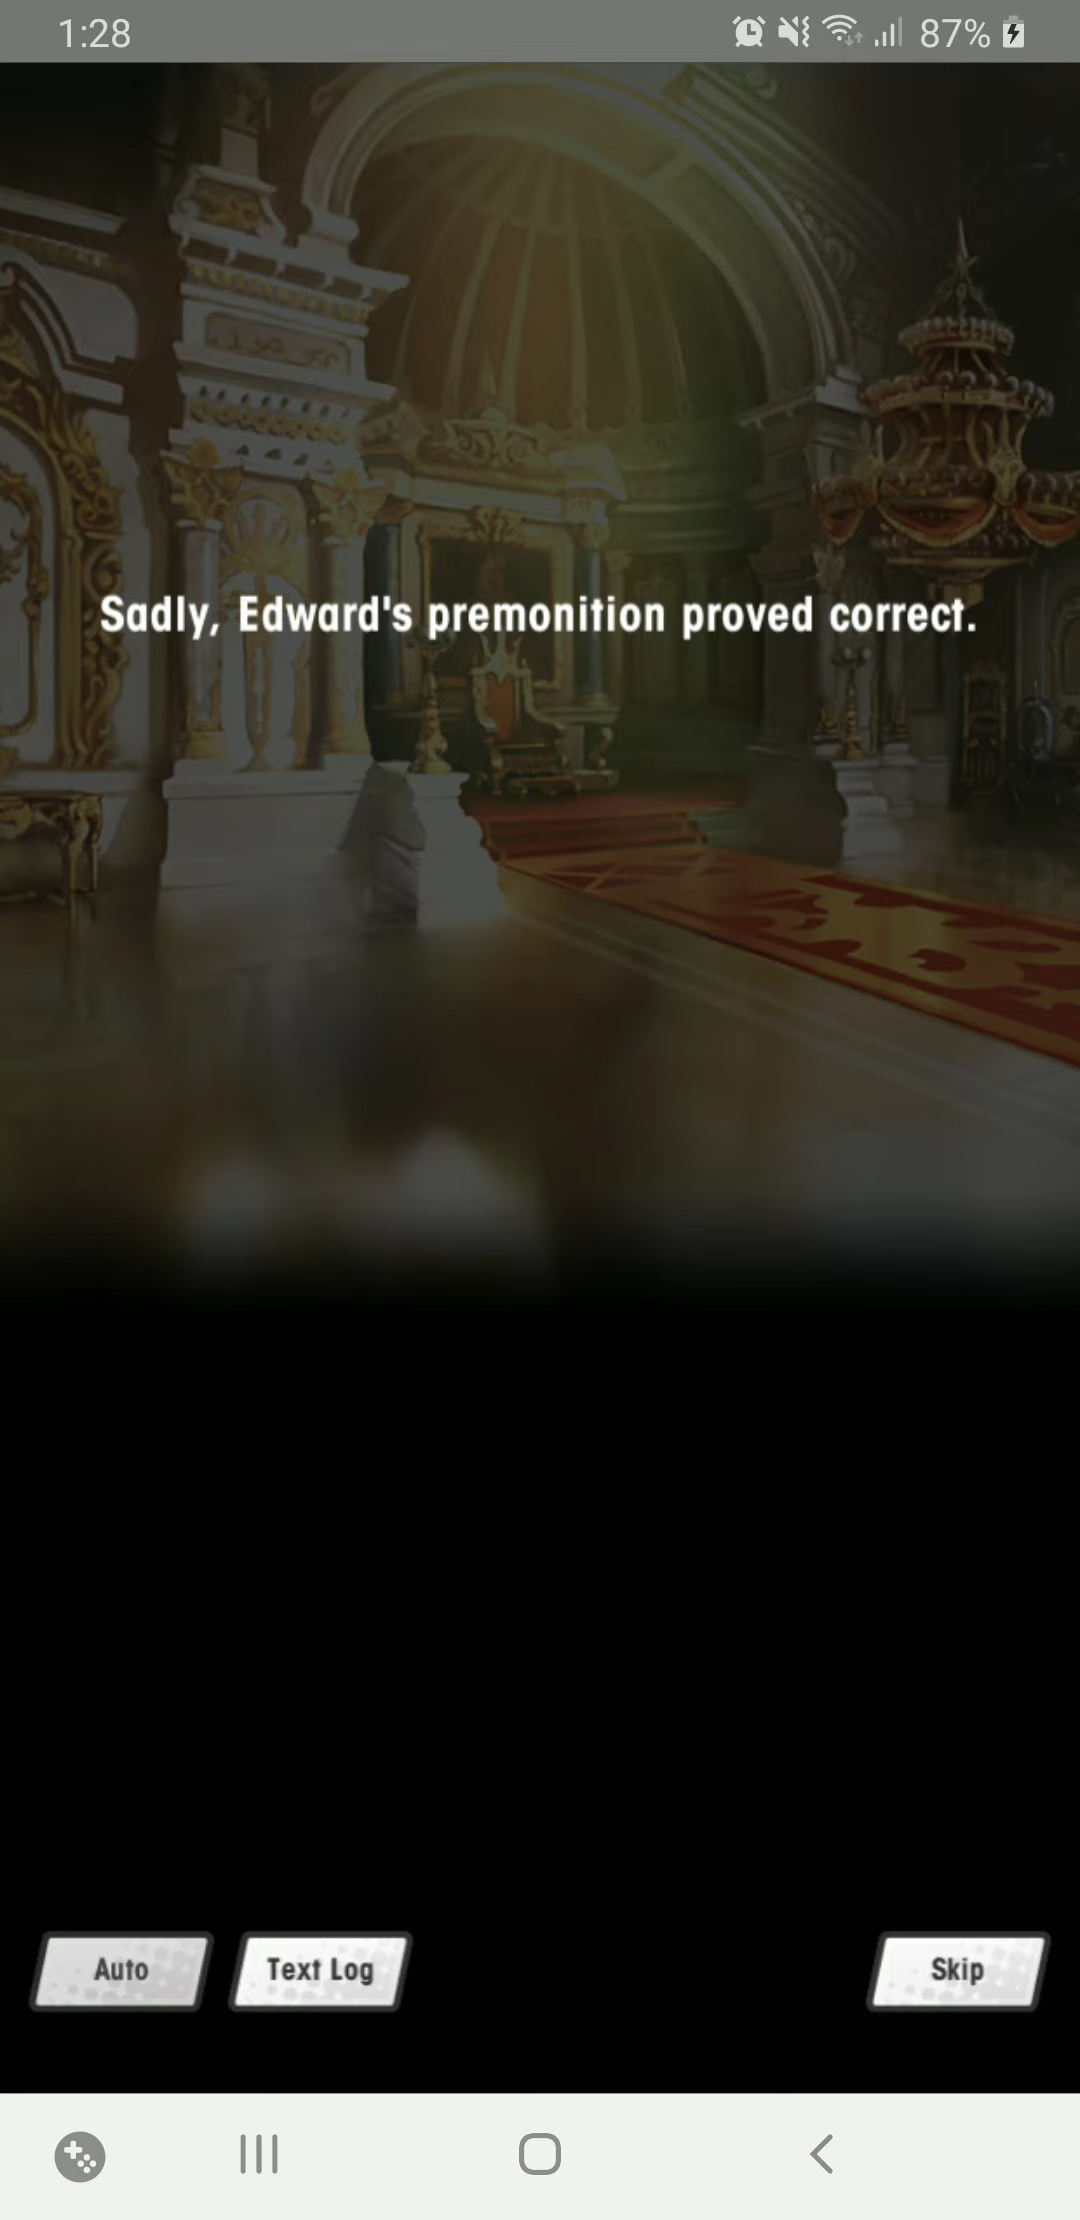 1:28
87%
Sadly, Edward's premonition proved correct.
Auto
Text Log
Skip